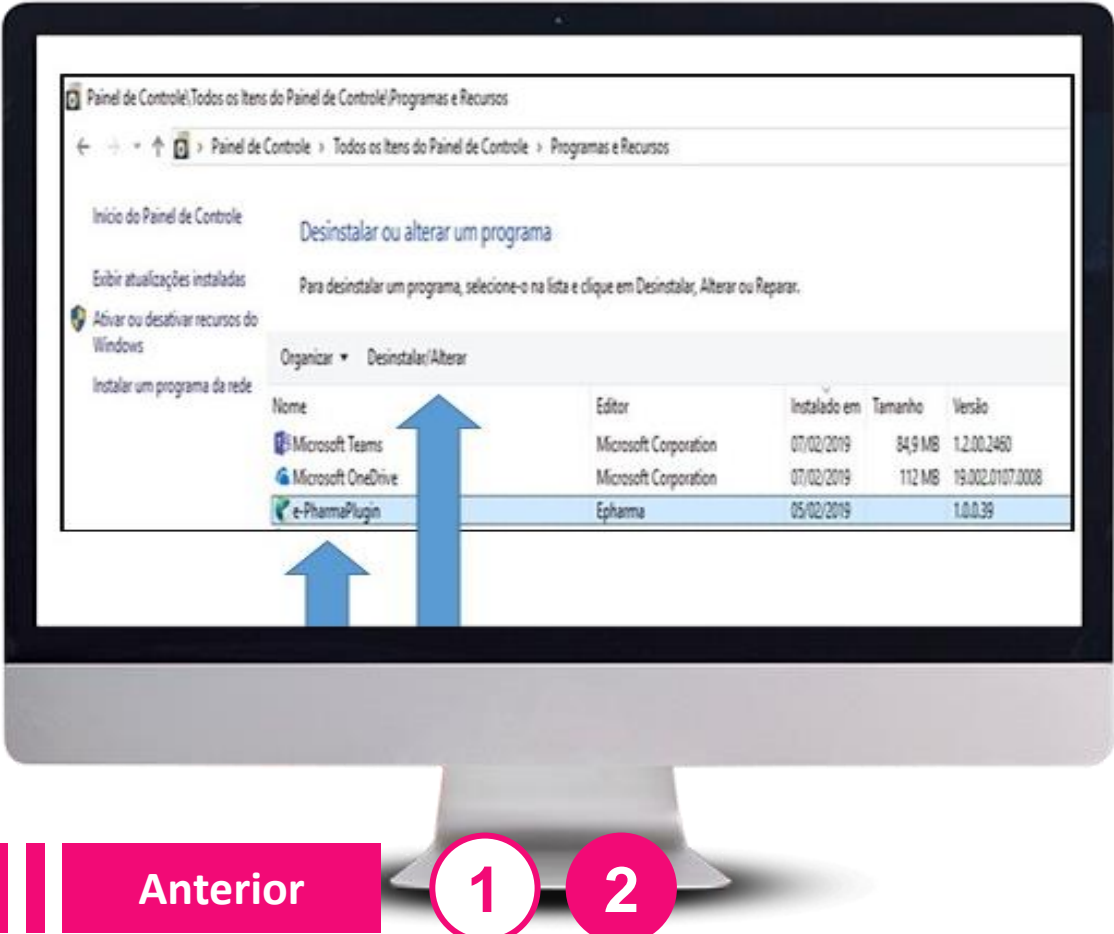 Painel de Controle\Todos os Itens do Painel de Controle\Programas e Recursos
Painel de Controle › Todos os Itens do Painel de Controle › Programas e Recursos
Início do Painel de Controle
Exibir atualizações instaladas
Ativar ou desativar recursos do
Windows
Instalar um programa da rede
Desinstalar ou alterar um programa
Para desinstalar um programa, selecione-o na lista e clique em Desinstalar, Alterar ou Reparar.
Organizar Desinstalar/Alterar
Nome Editor Instalado em Tamanho Versão
Microsoft Teams Microsoft Corporation 07/02/2019 84,9 MB 1.2.00.2460
Microsoft OneDrive Microsoft Corporation 07/02/2019 112 MB 19.002.0107.0008
e-PharmaPlugin Epharma 05/02/2019 1.0.0.39
Anterior 1 2